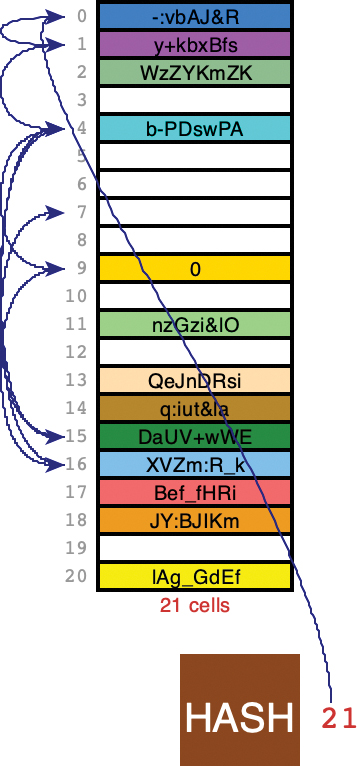 0 -:vbAJ&R
1 y+kbxBfs
2 WzZYKmZK
3
4 b-PDswPA
5
6
7
8
9 0
10
11 nzGzi&IO
12
13 QeJnDRsi
14 q:iut&Ia
15 DaUV+wWE
16 XVZm:R_k
17 Bef_fHRi
18 JY:BJIKm
19
20 IAg_GdEf
21 cells
HASH 21